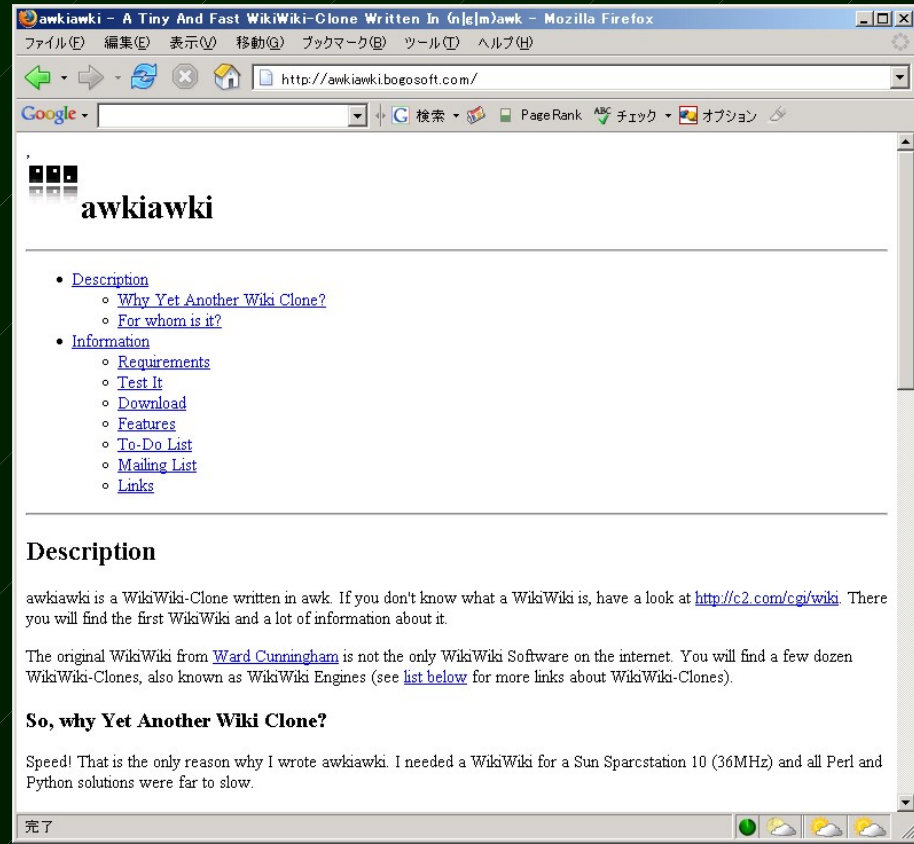 awkiawki - A Tiny And Fast WikiWiki-Clone Written In (n|g|m)awk - Mozilla Firefox
ファイル(F) 編集(E) 表示(V) 移動(G) ブックマーク(B) ツール(T) ヘルプ(H)
http://awkiawki.bogosoft.com/
Google 検索 PageRank ABC チェック オプション
,
awkiawki
Description
Why Yet Another Wiki Clone?
For whom is it?
Information
Requirements
Test It
Download
Features
To-Do List
Mailing List
Links
Description
awkiawki is a WikiWiki-Clone written in awk. If you don't know what a WikiWiki is, have a look at http://c2.com/cgi/wiki. There
you will find the first WikiWiki and a lot of information about it.
The original WikiWiki from Ward Cunningham is not the only WikiWiki Software on the internet. You will find a few dozen
WikiWiki-Clones, also known as WikiWiki Engines (see list below for more links about WikiWiki-Clones).
So, why Yet Another Wiki Clone?
Speed! That is the only reason why I wrote awkiawki. I needed a WikiWiki for a Sun Sparcstation 10 (36MHz) and all Perl and
Python solutions were far to slow.
完了